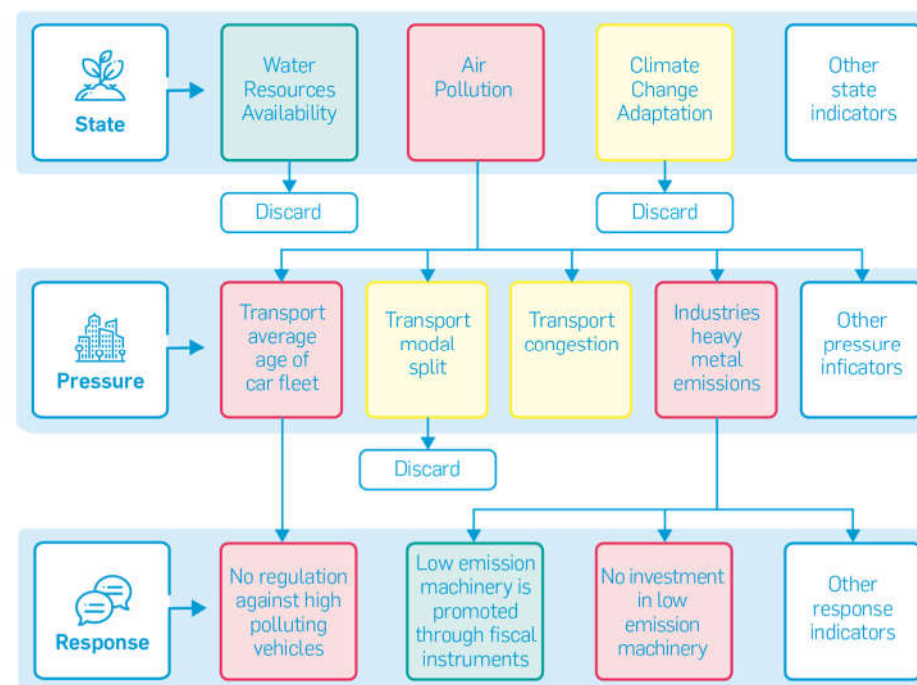 State
Water
Resources
Availability
Air
Pollution
Climate
Change
Adaptation
Other
state
indicators
Discard
Discard
Pressure
Transport
average
age of
car fleet
Transport
modal
split
Transport
congestion
Industries
heavy
metal
emissions
Other
pressure
inficators
Discard
Response
No regulation
against high
polluting
vehicles
Low emission
machinery is
promoted
through fiscal
instruments
No investment
in low
emission
machinery
Other
response
indicators